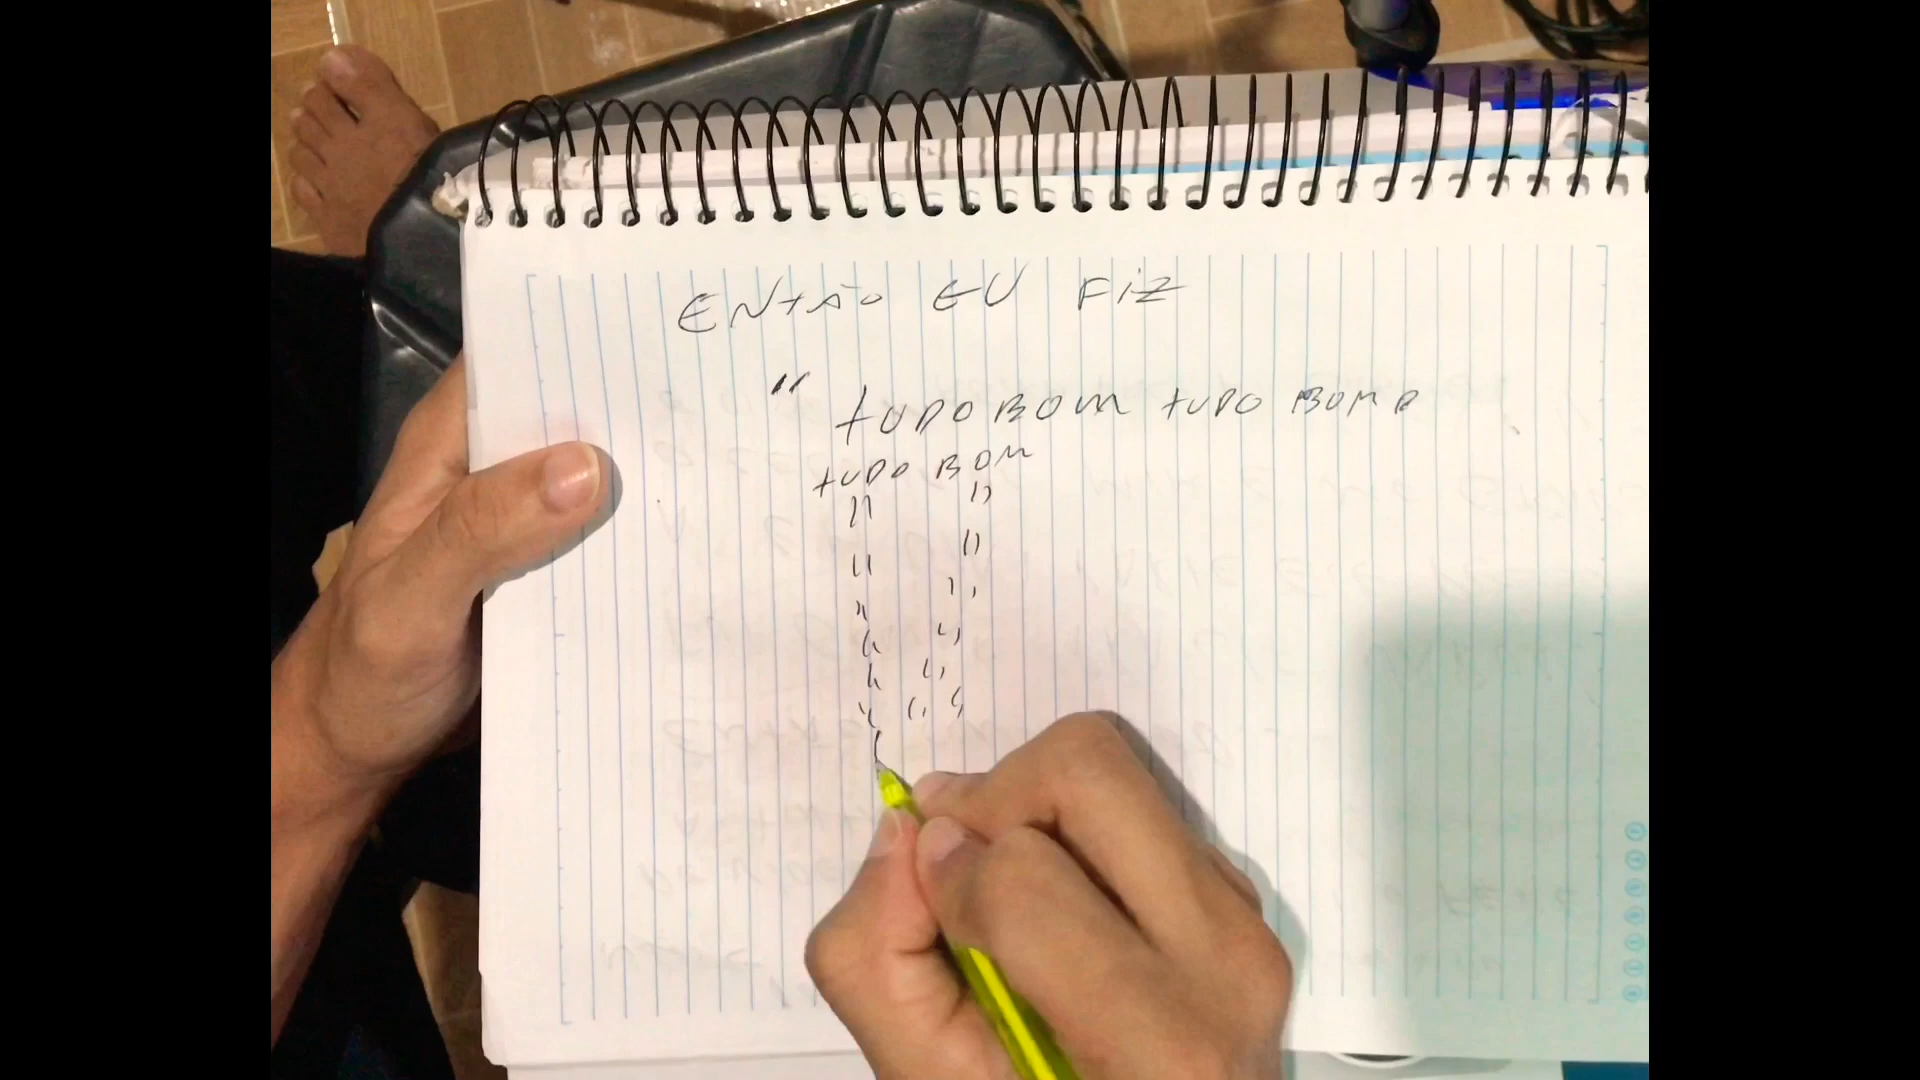 ENtÃO EU FiZ
" tUDO BOM tUDO BOM D
tUDO BOM
" "
" "
" "
" "
" "
" " "